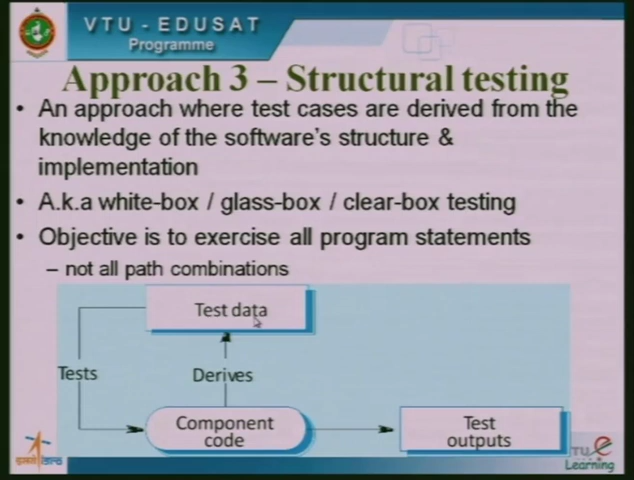 VTU - EDUSAT
Programme
Approach 3 – Structural testing
• An approach where test cases are derived from the
knowledge of the software's structure &
implementation
• A.k.a white-box / glass-box / clear-box testing
• Objective is to exercise all program statements
– not all path combinations
Test data
Tests
Derives
Component
code
Test
outputs
Learning